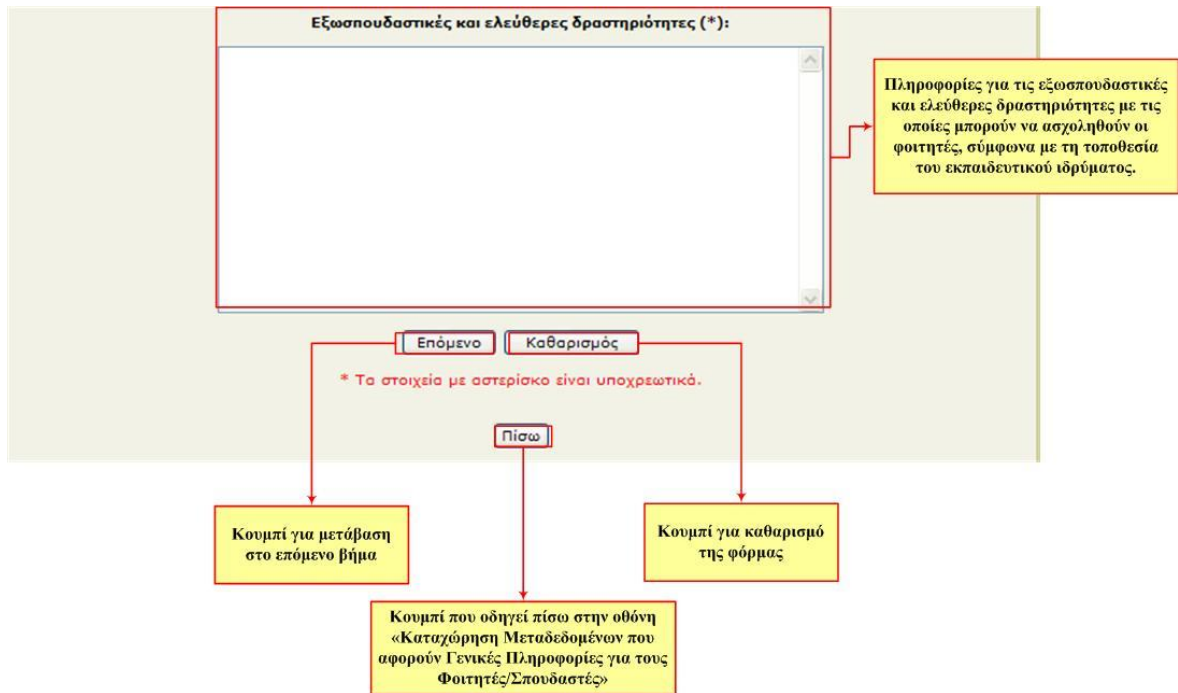 Εξωσπουδαστικές και ελεύθερες δραστηριότητες (*):
Πληροφορίες για τις εξωσπουδαστικές
και ελεύθερες δραστηριότητες με τις
οποίες μπορούν να ασχοληθούν οι
φοιτητές, σύμφωνα με τη τοποθεσία
του εκπαιδευτικού ιδρύματος.
Επόμενο Καθαρισμός
* Τα στοιχεία με αστερίσκο είναι υποχρεωτικά.
Πίσω
Κουμπί για μετάβαση
στο επόμενο βήμα
Κουμπί για καθαρισμό
της φόρμας
Κουμπί που οδηγεί πίσω στην οθόνη
«Καταχώρηση Μεταδεδομένων που
αφορούν Γενικές Πληροφορίες για τους
Φοιτητές/Σπουδαστές»